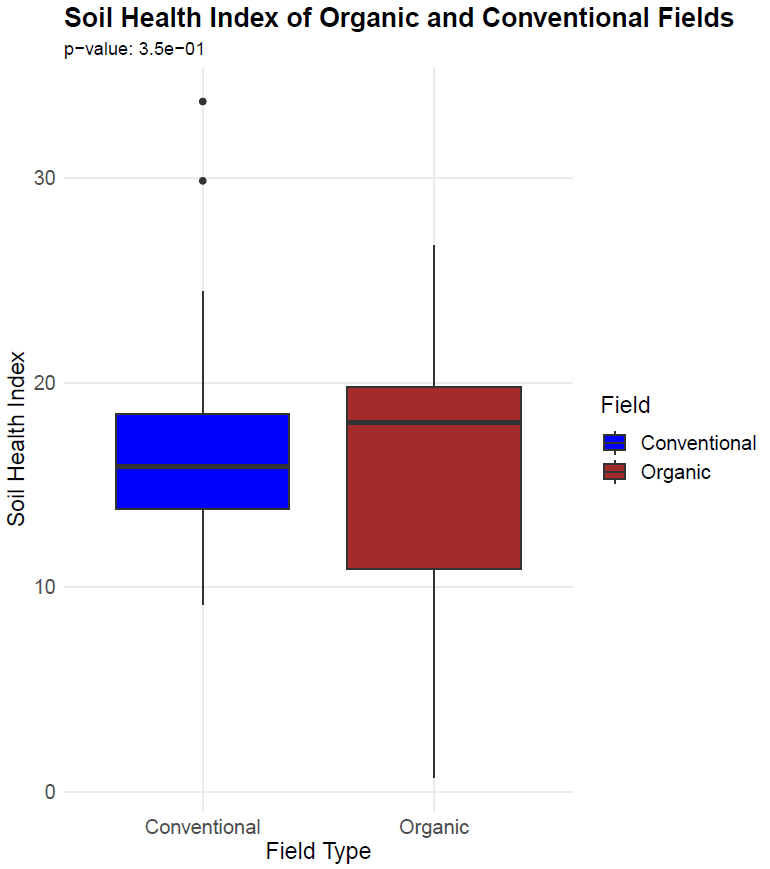 Soil Health Index of Organic and Conventional Fields
p−value: 3.5e−01
30
20
10
0
Soil Health Index
Conventional
Organic
Field Type
Field
Conventional
Organic